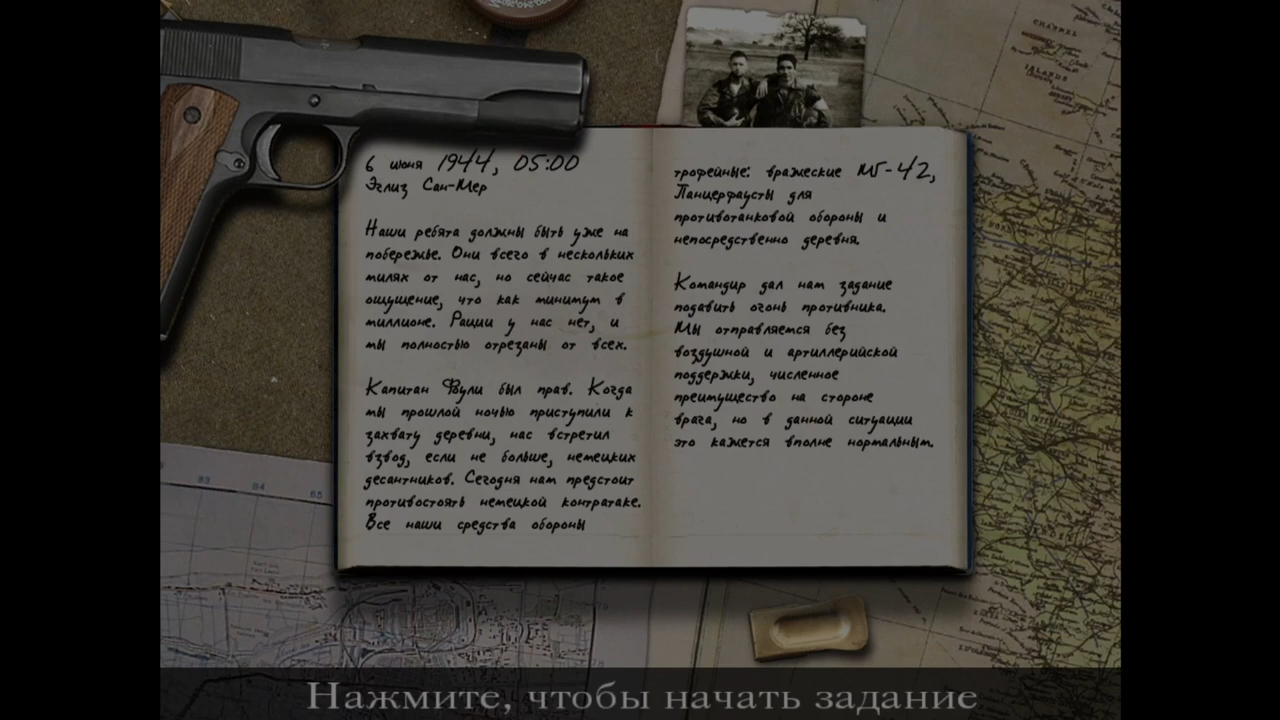 6 июня 1944, 05:00
Эглиз Сан-Мер
Наши ребята должны быть уже на
побережье. Они всего в нескольких
милях от нас, но сейчас такое
ощущение, что как минимум в
миллионе. Рации у нас нет, и
мы полностью отрезаны от всех.
Капитан Фоули был прав. Когда
мы прошлой ночью приступили к
захвату деревни, нас встретил
взвод, если не больше, немецких
десантников. Сегодня нам предстоит
противостоять немецкой контратаке.
Все наши средства обороны
трофейные: вражеские МГ-42,
Панцерфаусты для
противотанковой обороны и
непосредственно деревня.
Командир дал нам задание
подавить огонь противника.
Мы отправляемся без
воздушной и артиллерийской
поддержки, численное
преимущество на стороне
врага, но в данной ситуации
это кажется вполне нормальным.
CHANNEL
ISLANDS
83
84
65
Нажмите, чтобы начать задание